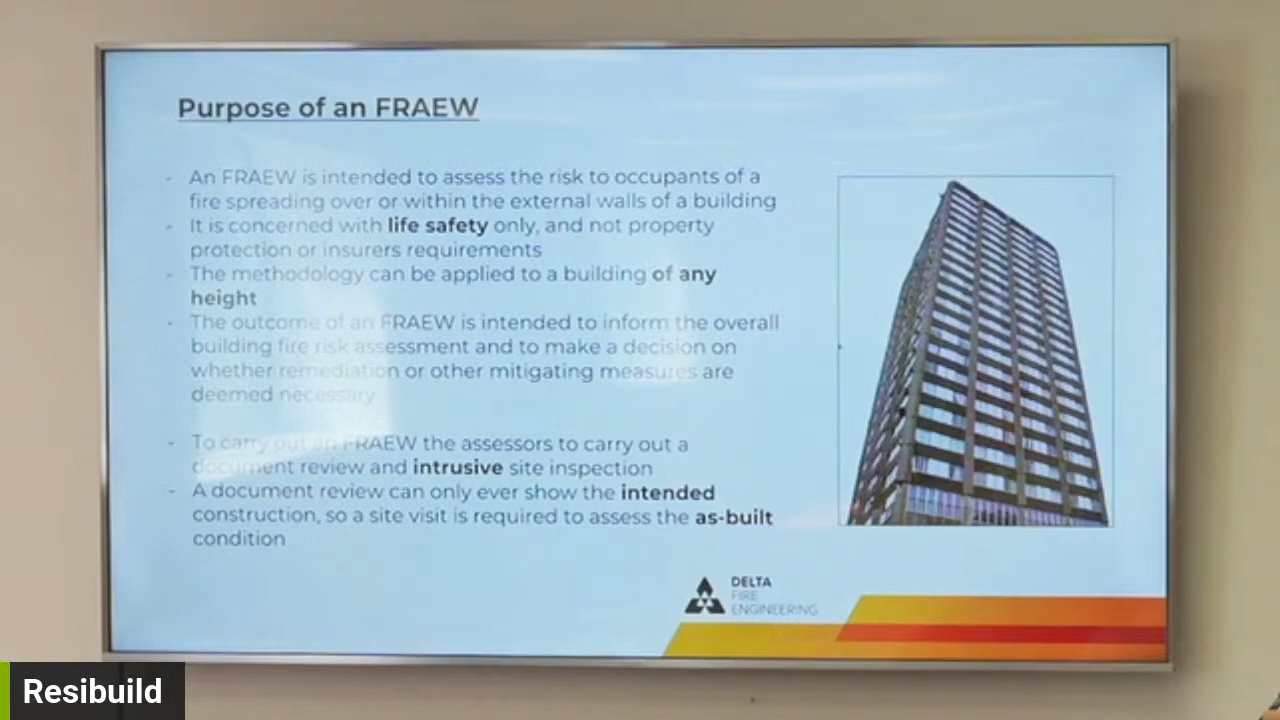 Purpose of an FRAEW
- An FRAEW is intended to assess the risk to occupants of a
fire spreading over or within the external walls of a building
- It is concerned with life safety only, and not property
protection or insurers requirements
- The methodology can be applied to a building of any
height
- The outcome of an FRAEW is intended to inform the overall
building fire risk assessment and to make a decision on
whether remediation or other mitigating measures are
deemed necessary
- To carry out an FRAEW the assessors to carry out a
document review and intrusive site inspection
- A document review can only ever show the intended
construction, so a site visit is required to assess the as-built
condition
DELTA
FIRE
ENGINEERING
Resibuild